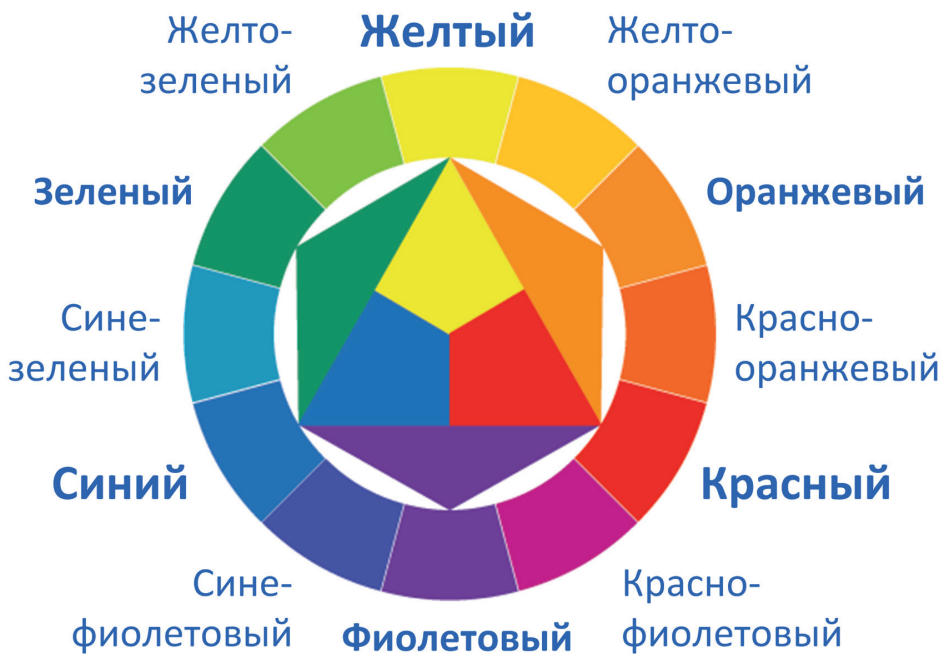 Желто-
зеленый
Желтый
Желто-
оранжевый
Зеленый
Оранжевый
Сине-
зеленый
Красно-
оранжевый
Синий
Красный
Сине-
фиолетовый
Фиолетовый
Красно-
фиолетовый